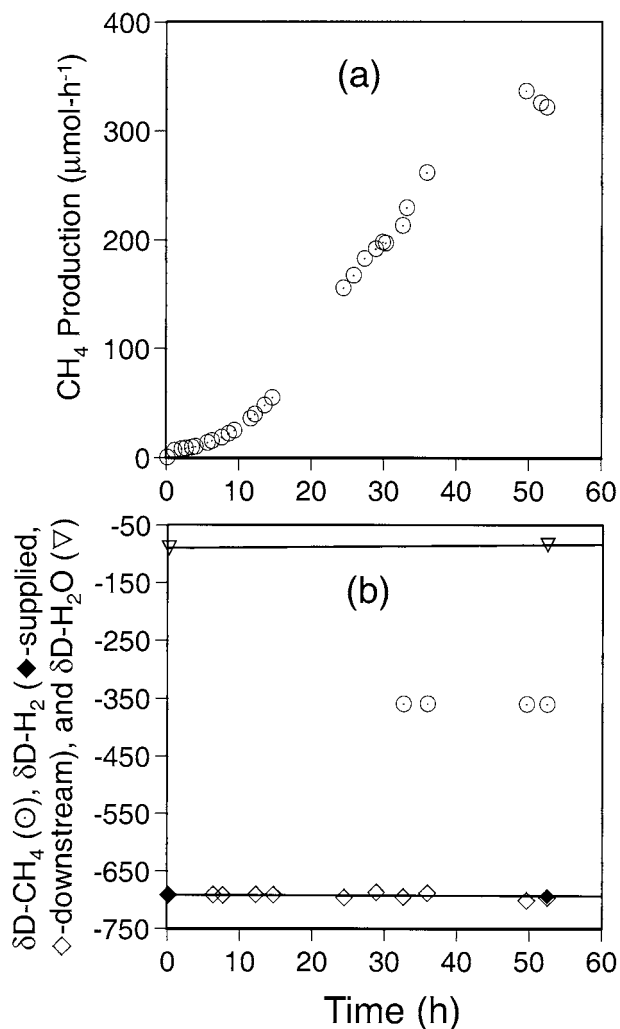 400
300
200
100
0
CH₄ Production (µmol-h⁻¹)
(a)
0 10 20 30 40 50 60
-50
-150
-250
-350
-450
-550
-650
-750
δD-CH₄ (⊙), δD-H₂ (◆-supplied,
◇-downstream), and δD-H₂O (▽)
(b)
0 10 20 30 40 50 60
Time (h)